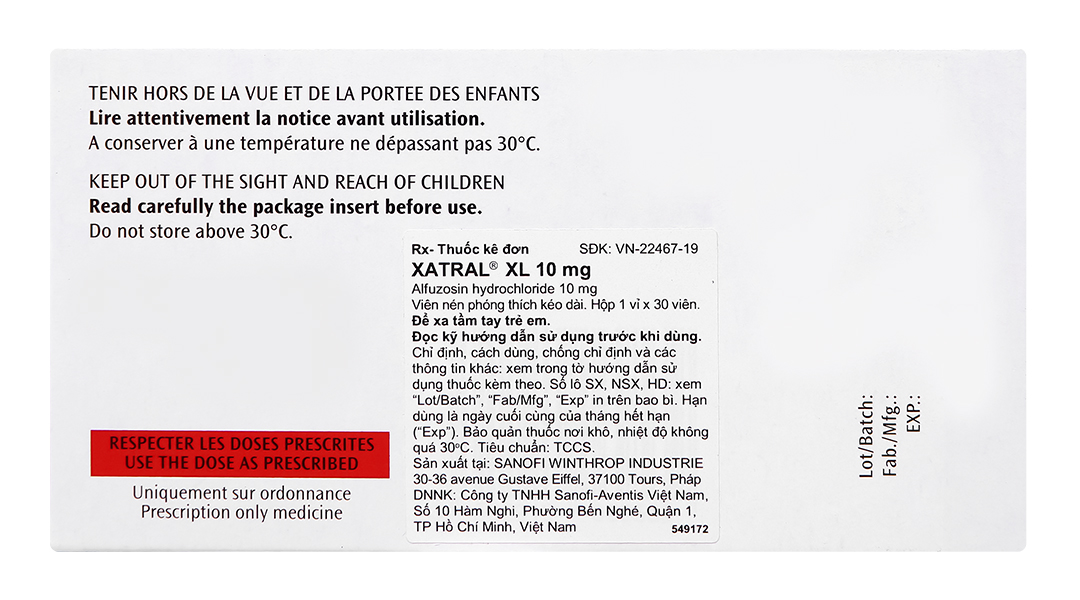 TENIR HORS DE LA VUE ET DE LA PORTEE DES ENFANTS
Lire attentivement la notice avant utilisation.
A conserver à une température ne dépassant pas 30°C.
KEEP OUT OF THE SIGHT AND REACH OF CHILDREN
Read carefully the package insert before use.
Do not store above 30°C.
RESPECTER LES DOSES PRESCRITES
USE THE DOSE AS PRESCRIBED
Uniquement sur ordonnance
Prescription only medicine
Rx- Thuốc kê đơn SĐK: VN-22467-19
XATRAL® XL 10 mg
Alfuzosin hydrochloride 10 mg
Viên nén phóng thích kéo dài. Hộp 1 vỉ x 30 viên.
Để xa tầm tay trẻ em.
Đọc kỹ hướng dẫn sử dụng trước khi dùng.
Chỉ định, cách dùng, chống chỉ định và các
thông tin khác: xem trong tờ hướng dẫn sử
dụng thuốc kèm theo. Số lô SX, NSX, HD: xem
“Lot/Batch”, “Fab/Mfg”, “Exp” in trên bao bì. Hạn
dùng là ngày cuối cùng của tháng hết hạn
(“Exp”). Bảo quản thuốc nơi khô, nhiệt độ không
quá 30°C. Tiêu chuẩn: TCCS.
Sản xuất tại: SANOFI WINTHROP INDUSTRIE
30-36 avenue Gustave Eiffel, 37100 Tours, Pháp
DNNK: Công ty TNHH Sanofi-Aventis Việt Nam,
Số 10 Hàm Nghi, Phường Bến Nghé, Quận 1,
TP Hồ Chí Minh, Việt Nam 549172
Lot/Batch:
Fab./Mfg.:
EXP.: